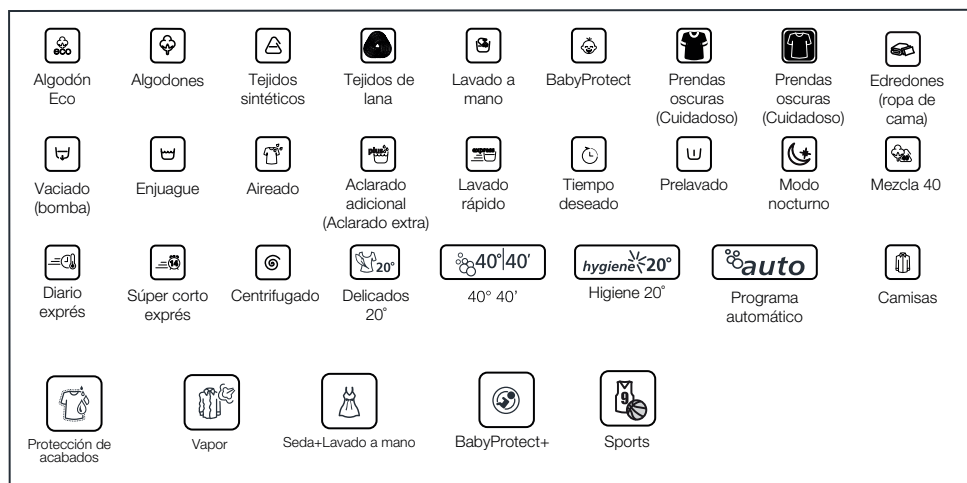 eco
Algodón
Eco
Algodones
Tejidos
sintéticos
Tejidos de
lana
Lavado a
mano
BabyProtect
Prendas
oscuras
(Cuidadoso)
Prendas
oscuras
(Cuidadoso)
Edredones
(ropa de
cama)
Vaciado
(bomba)
Enjuague
Aireado
plus
Aclarado
adicional
(Aclarado extra)
express
Lavado
rápido
Tiempo
deseado
Prelavado
Modo
nocturno
Mezcla 40
Diario
exprés
14
Súper corto
exprés
Centrifugado
20°
Delicados
20°
40°|40'
40° 40'
hygiene 20°
Higiene 20°
auto
Programa
automático
Camisas
Protección de
acabados
Vapor
Seda+Lavado a mano
BabyProtect+
9
Sports